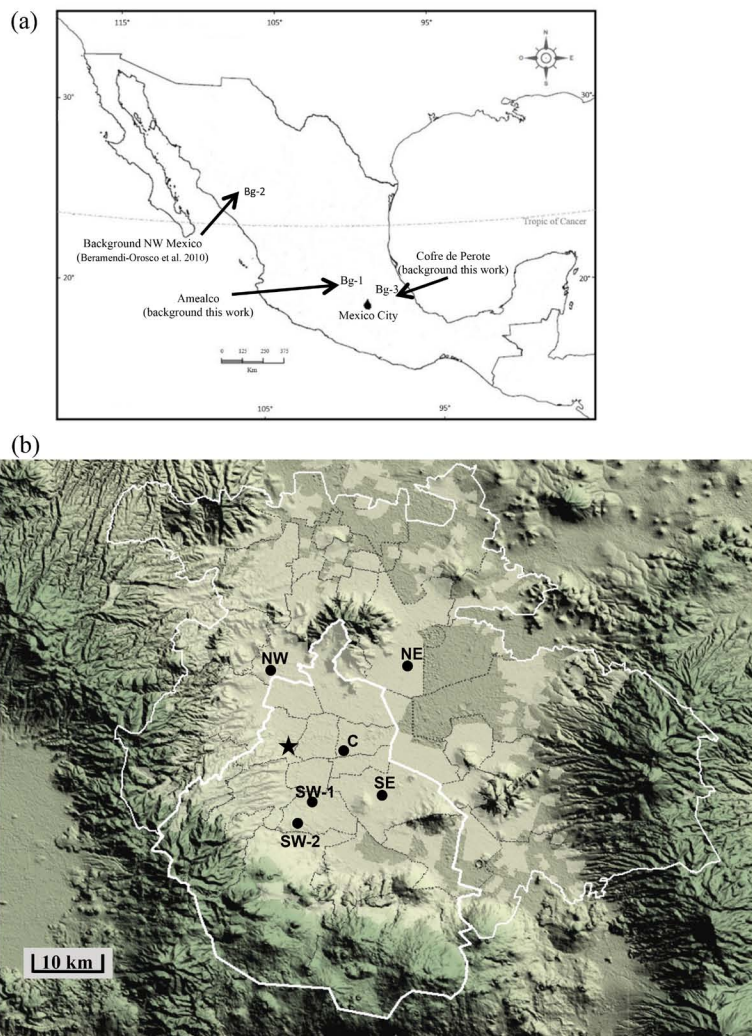 (a)
115°
105°
95°
N
O
E
S
30°
30°
Bg-2
Tropic of Cancer
Background NW Mexico
(Beramendi-Orosco et al. 2010)
Cofre de Perote
(background this work)
20°
20°
Bg-1
Bg-3
Amealco
(background this work)
Mexico City
0 125 250 375
Km
105°
95°
(b)
NW
NE
C
SW-1
SE
SW-2
10 km